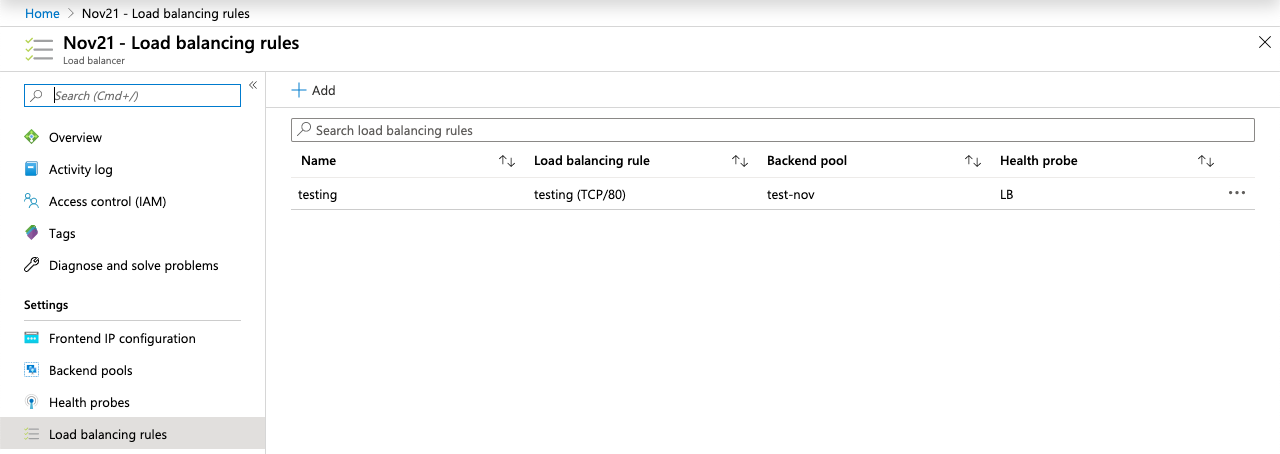 Home > Nov21 - Load balancing rules
Nov21 - Load balancing rules
Load balancer
Search (Cmd+/)
«
Overview
Activity log
Access control (IAM)
Tags
Diagnose and solve problems
Settings
Frontend IP configuration
Backend pools
Health probes
Load balancing rules
Add
Search load balancing rules
Name Load balancing rule Backend pool Health probe
testing testing (TCP/80) test-nov LB